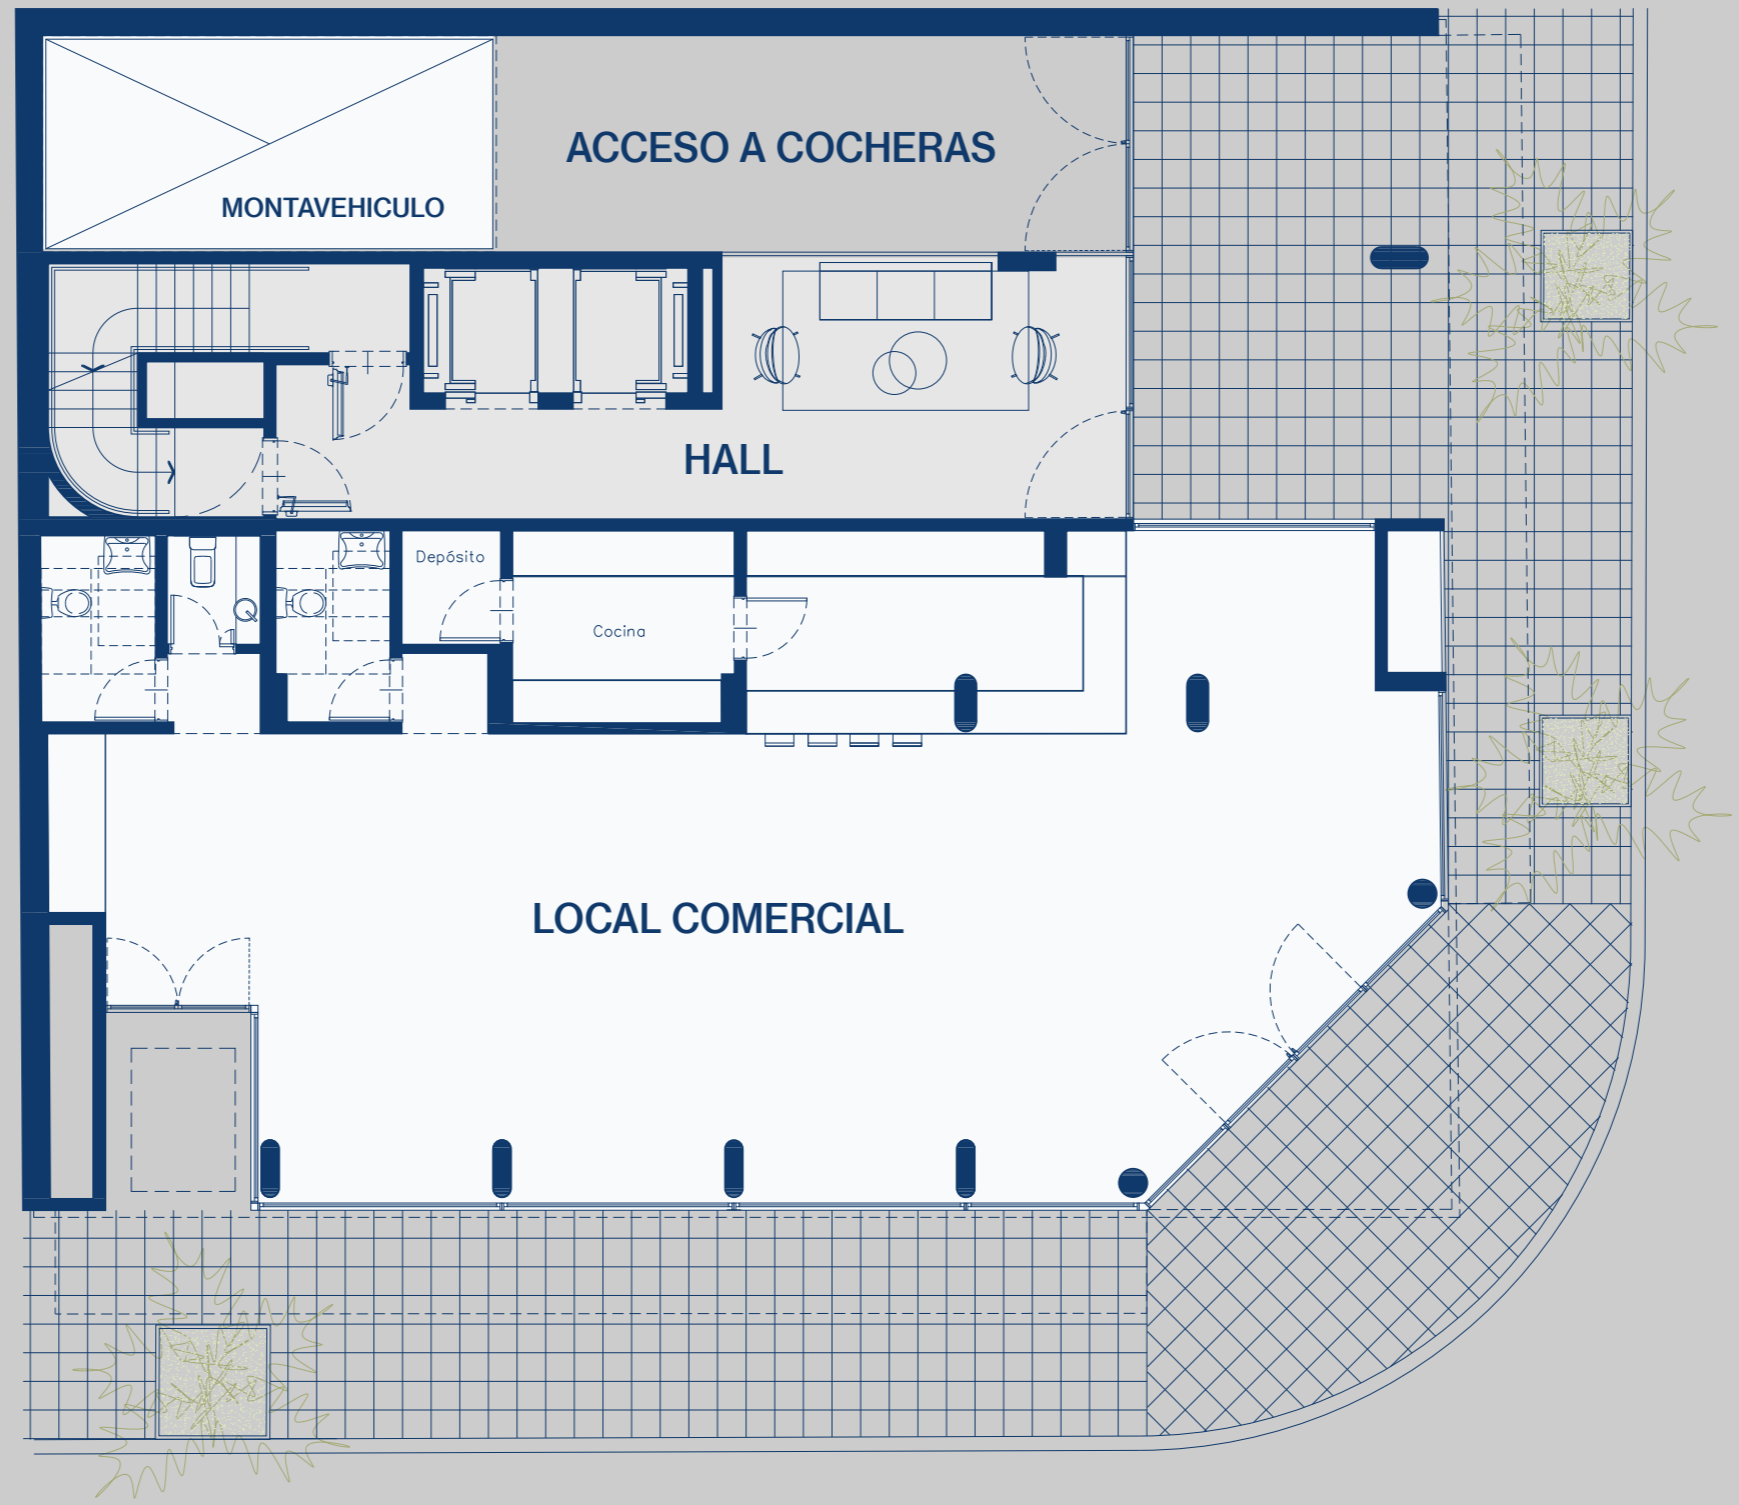 ACCESO A COCHERAS
MONTAVEHICULO
HALL
Depósito
Cocina
LOCAL COMERCIAL